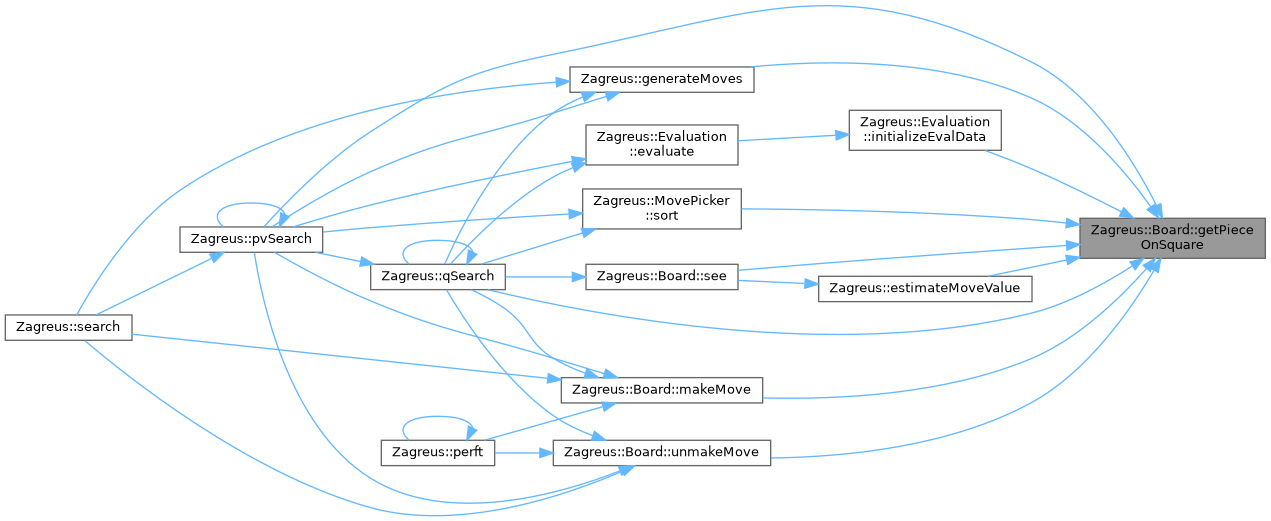 Zagreus::generateMoves
Zagreus::Evaluation
::initializeEvalData
Zagreus::Evaluation
::evaluate
Zagreus::MovePicker
::sort
Zagreus::Board::getPiece
OnSquare
Zagreus::pvSearch
Zagreus::qSearch
Zagreus::Board::see
Zagreus::estimateMoveValue
Zagreus::search
Zagreus::Board::makeMove
Zagreus::perft
Zagreus::Board::unmakeMove